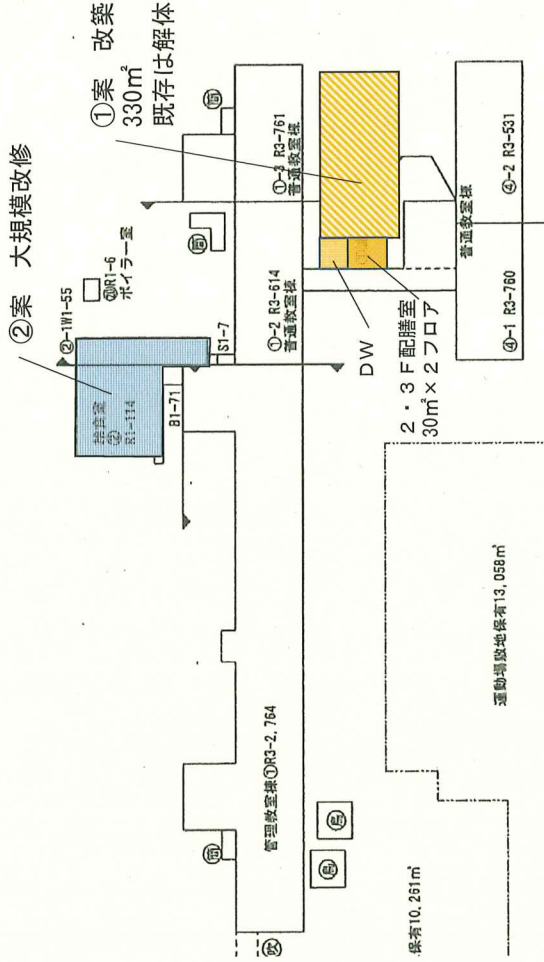 ②案 大規模改修
①案 改築
330㎡
既存は解体
②-1W1-55
⑳R1-6
ボイラー室
給食室
②
R1-114
B1-71
S1-7
①-3 R3-761
普通教室棟
①-2 R3-614
普通教室棟
DW
2・3F配膳室
30㎡×2フロア
普通教室棟
④-1 R3-760
④-2 R3-531
管理教室棟①R3-2,764
運動場敷地保有13,058㎡
保有10,261㎡